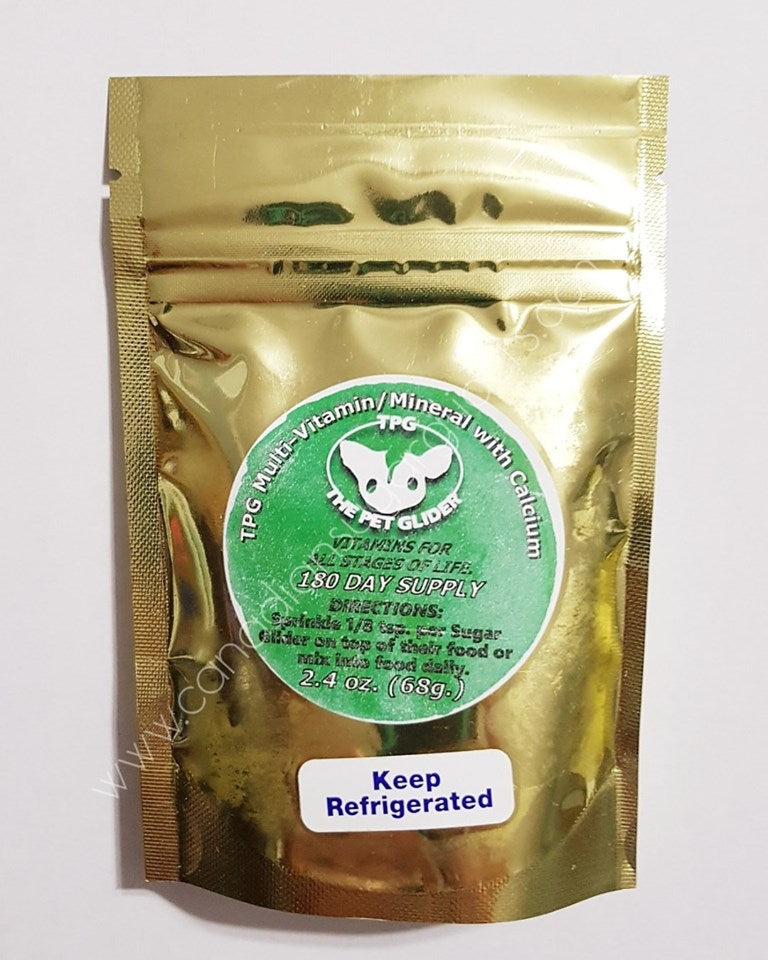 TPG Multi-Vitamin/Mineral with Calcium
TPG
THE PET GLIDER
VITAMINS FOR
ALL STAGES OF LIFE.
180 DAY SUPPLY
DIRECTIONS:
Sprinkle 1/8 tsp. per Sugar
Glider on top of their food or
mix into food daily.
2.4 oz. (68g.)
Keep
Refrigerated